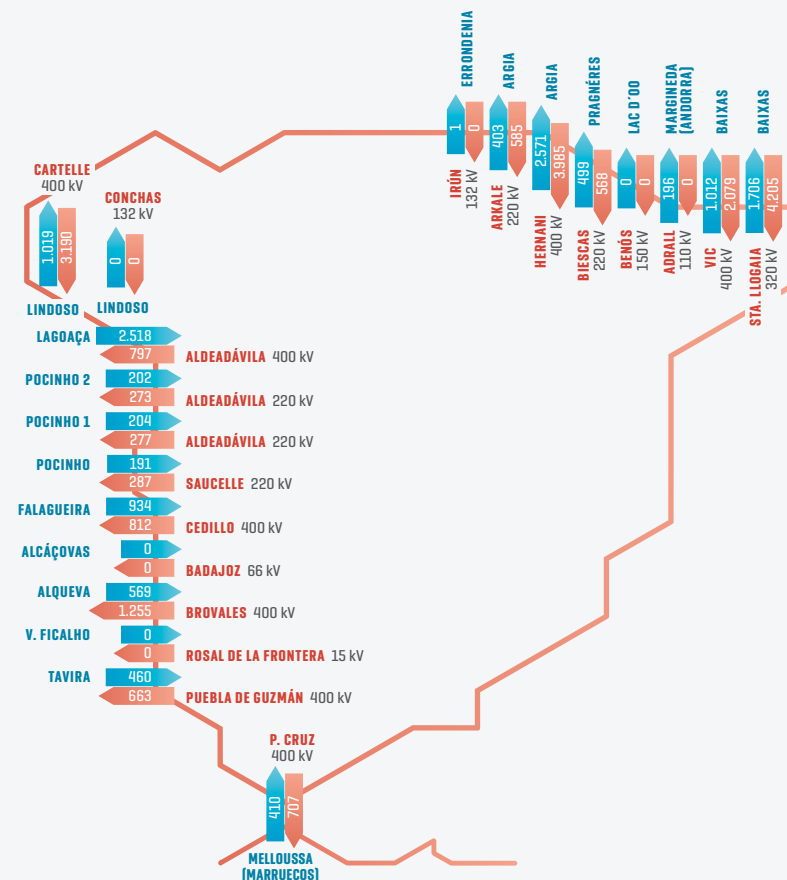 ERRONDENIA
1
0
IRÚN
132 kV
ARGIA
403
585
ARKALE
220 kV
ARGIA
2.571
3.985
HERNANI
400 kV
PRAGNÉRES
499
568
BIESCAS
220 kV
LAC D'OO
0
0
BENÓS
150 kV
MARGINEDA
(ANDORRA)
196
0
ADRALL
110 kV
BAIXAS
1.012
2.079
VIC
400 kV
BAIXAS
1.706
4.205
STA. LLOGAIA
320 kV
CARTELLE
400 kV
1.019
3.190
LINDOSO
CONCHAS
132 kV
0
0
LINDOSO
LAGOAÇA
2.518
797
ALDEADÁVILA 400 kV
POCINHO 2
202
273
ALDEADÁVILA 220 kV
POCINHO 1
204
277
ALDEADÁVILA 220 kV
POCINHO
191
287
SAUCELLE 220 kV
FALAGUEIRA
934
812
CEDILLO 400 kV
ALCÁÇOVAS
0
0
BADAJOZ 66 kV
ALQUEVA
569
1.255
BROVALES 400 kV
V. FICALHO
0
0
ROSAL DE LA FRONTERA 15 kV
TAVIRA
460
663
PUEBLA DE GUZMÁN 400 kV
P. CRUZ
400 kV
410
707
MELLOUSSA
(MARRUECOS)